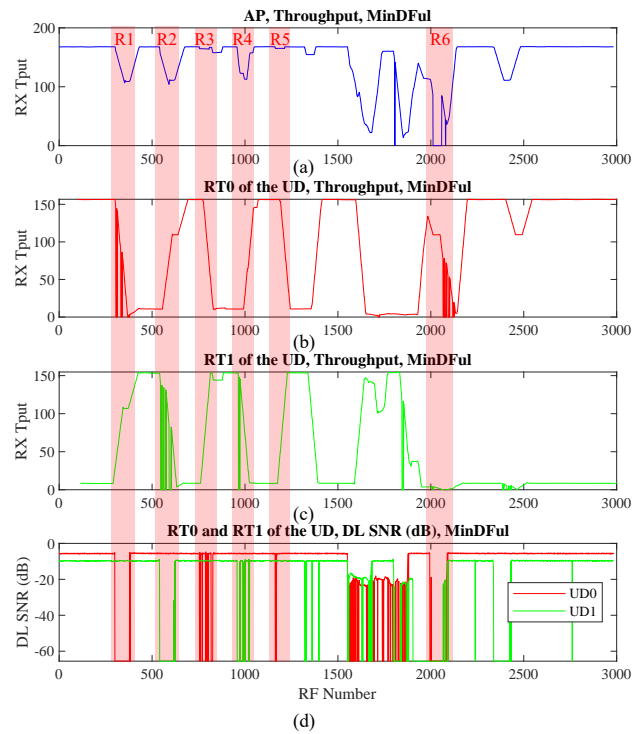 AP, Throughput, MinDFul
200
R1 R2 R3 R4 R5 R6
RX Tput
100
0
0 500 1000 1500 2000 2500 3000
(a)
RT0 of the UD, Throughput, MinDFul
150
RX Tput
100
50
0
0 500 1000 1500 2000 2500 3000
(b)
RT1 of the UD, Throughput, MinDFul
150
RX Tput
100
50
0
0 500 1000 1500 2000 2500 3000
(c)
RT0 and RT1 of the UD, DL SNR (dB), MinDFul
0
DL SNR (dB)
-20
UD0
-40
UD1
-60
0 500 1000 1500 2000 2500 3000
RF Number
(d)